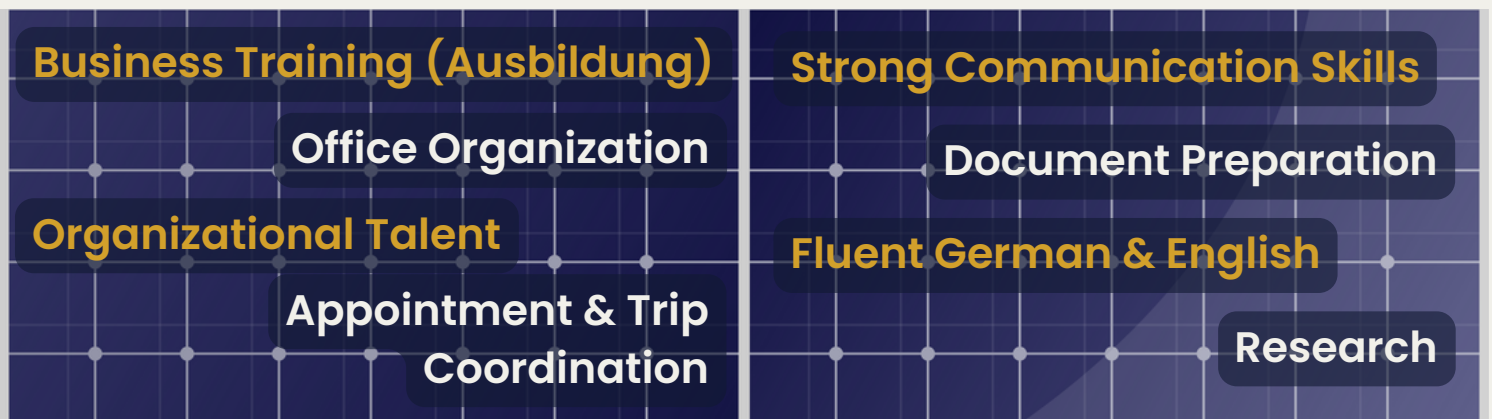 Business Training (Ausbildung)
Office Organization
Organizational Talent
Appointment & Trip
Coordination
Strong Communication Skills
Document Preparation
Fluent German & English
Research